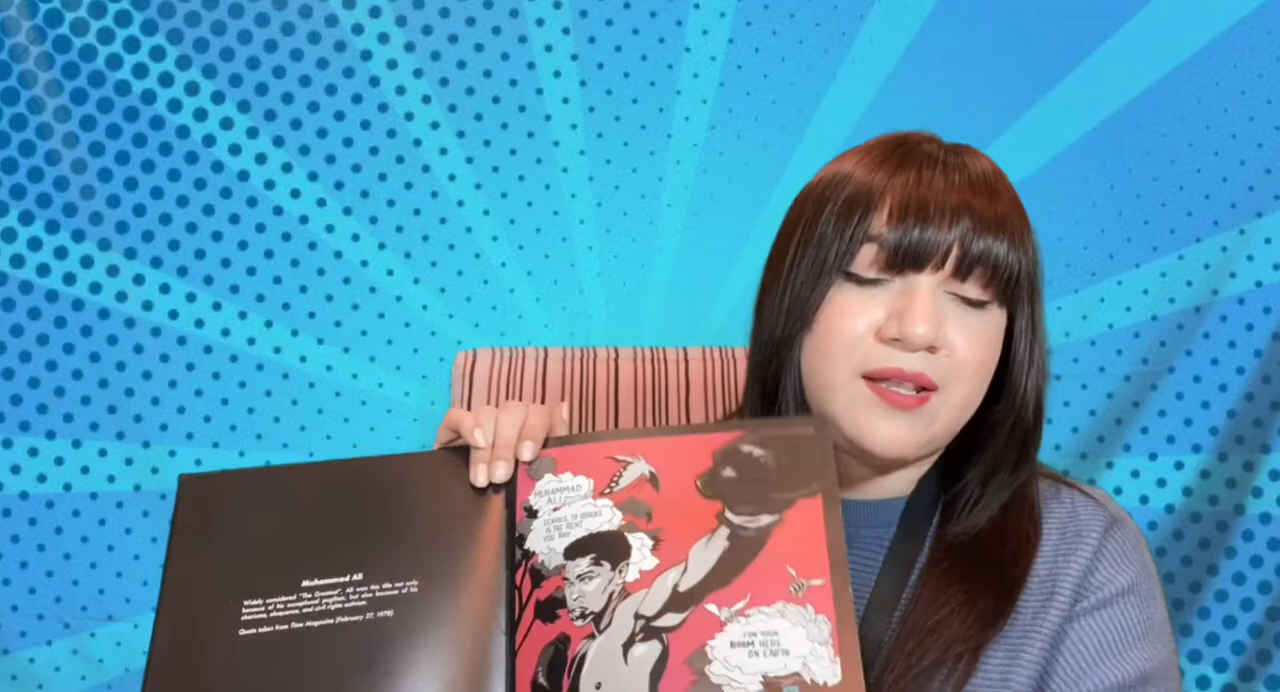 Muhammad Ali
Widely considered "The Greatest", Ali was this title not only
because of his exceptional pugilism, but also because of his
charisma, eloquence, and civil rights activism.
Quote taken from Time Magazine (February 27, 1978).
MUHAMMAD
ALI
SERVICE TO OTHERS
IS THE RENT
YOU PAY...
FOR YOUR
ROOM HERE
ON EARTH